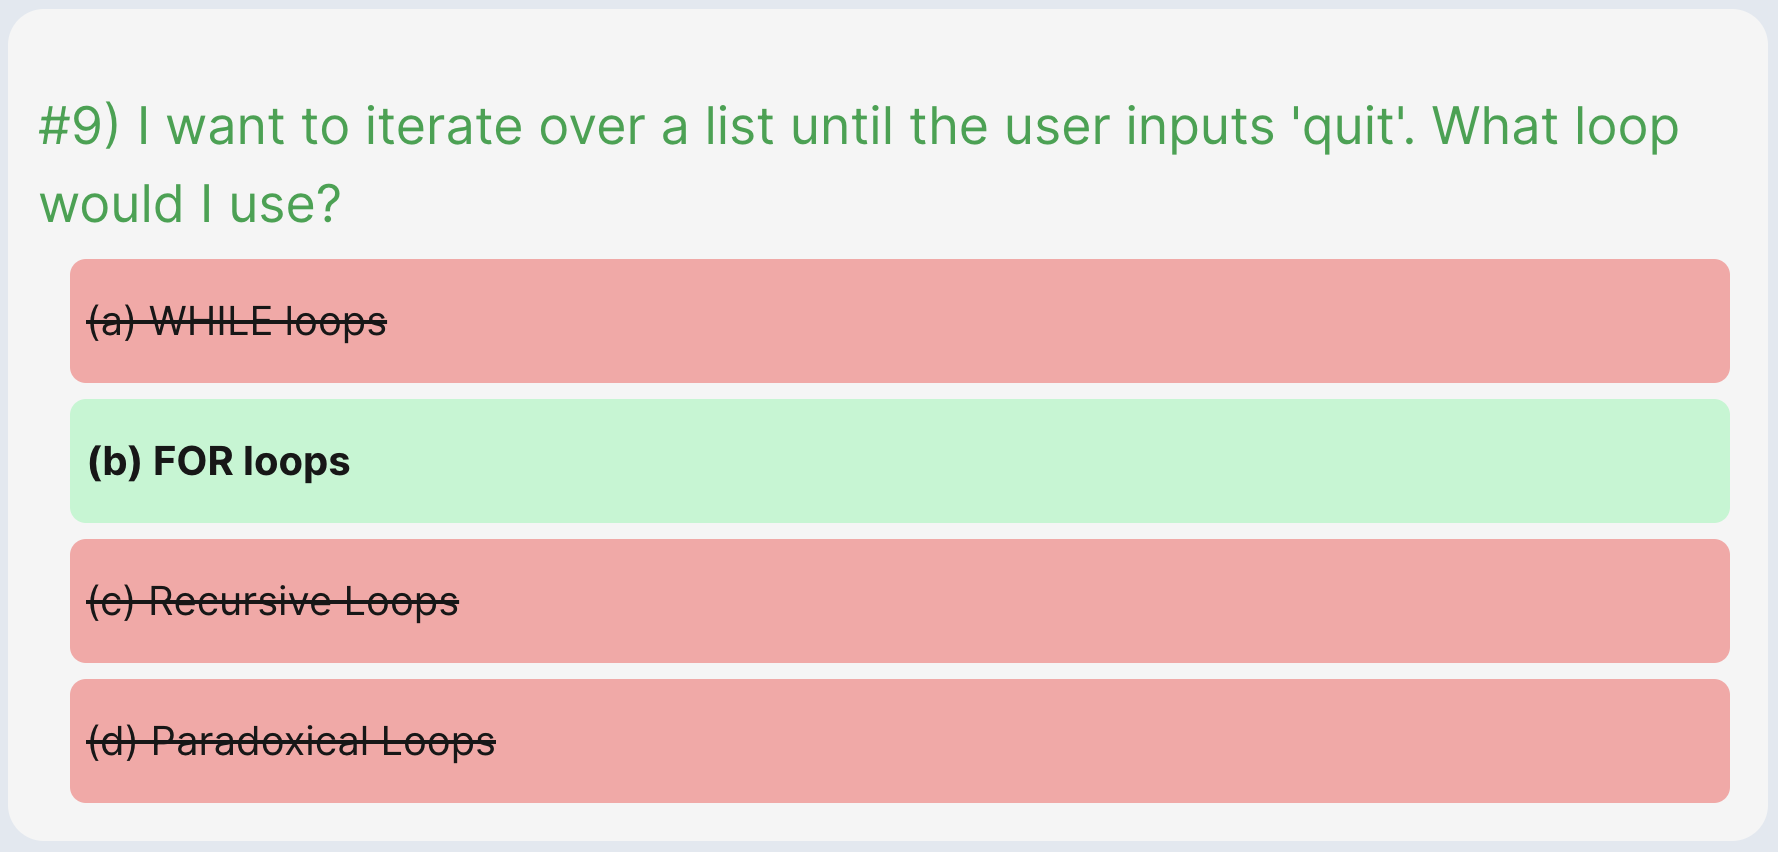 #9) I want to iterate over a list until the user inputs 'quit'. What loop
would I use?
(a) WHILE loops
(b) FOR loops
(c) Recursive Loops
(d) Paradoxical Loops